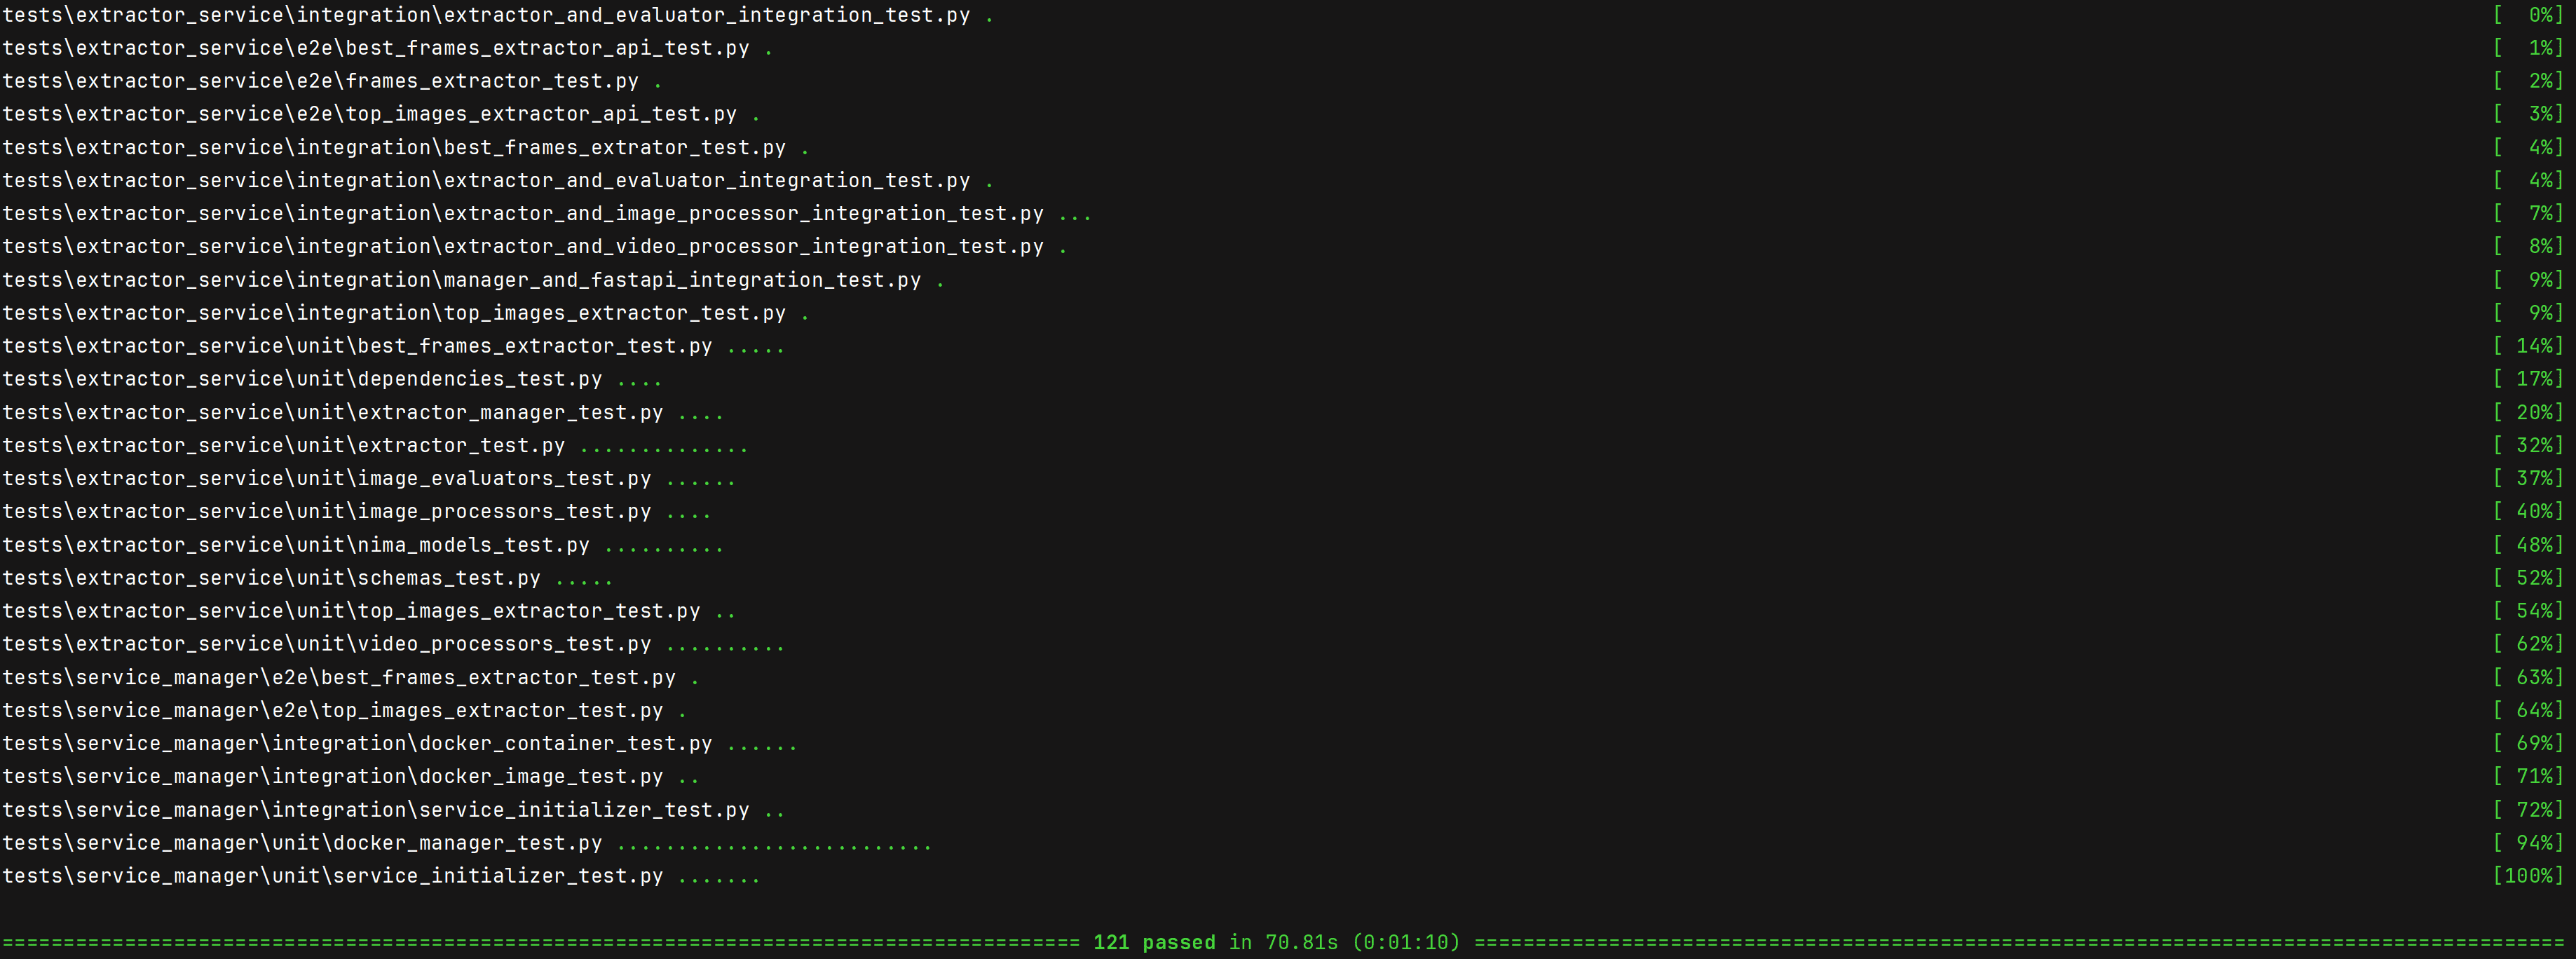 tests\extractor_service\integration\extractor_and_evaluator_integration_test.py . [  0%]
tests\extractor_service\e2e\best_frames_extractor_api_test.py . [  1%]
tests\extractor_service\e2e\frames_extractor_test.py . [  2%]
tests\extractor_service\e2e\top_images_extractor_api_test.py . [  3%]
tests\extractor_service\integration\best_frames_extrator_test.py . [  4%]
tests\extractor_service\integration\extractor_and_evaluator_integration_test.py . [  4%]
tests\extractor_service\integration\extractor_and_image_processor_integration_test.py ... [  7%]
tests\extractor_service\integration\extractor_and_video_processor_integration_test.py . [  8%]
tests\extractor_service\integration\manager_and_fastapi_integration_test.py . [  9%]
tests\extractor_service\integration\top_images_extractor_test.py . [  9%]
tests\extractor_service\unit\best_frames_extractor_test.py ..... [ 14%]
tests\extractor_service\unit\dependencies_test.py .... [ 17%]
tests\extractor_service\unit\extractor_manager_test.py .... [ 20%]
tests\extractor_service\unit\extractor_test.py .............. [ 32%]
tests\extractor_service\unit\image_evaluators_test.py ...... [ 37%]
tests\extractor_service\unit\image_processors_test.py .... [ 40%]
tests\extractor_service\unit\nima_models_test.py .......... [ 48%]
tests\extractor_service\unit\schemas_test.py ..... [ 52%]
tests\extractor_service\unit\top_images_extractor_test.py .. [ 54%]
tests\extractor_service\unit\video_processors_test.py .......... [ 62%]
tests\service_manager\e2e\best_frames_extractor_test.py . [ 63%]
tests\service_manager\e2e\top_images_extractor_test.py . [ 64%]
tests\service_manager\integration\docker_container_test.py ...... [ 69%]
tests\service_manager\integration\docker_image_test.py .. [ 71%]
tests\service_manager\integration\service_initializer_test.py .. [ 72%]
tests\service_manager\unit\docker_manager_test.py .......................... [ 94%]
tests\service_manager\unit\service_initializer_test.py ....... [100%]
======================================================================================== 121 passed in 70.81s (0:01:10) =========================================================================================